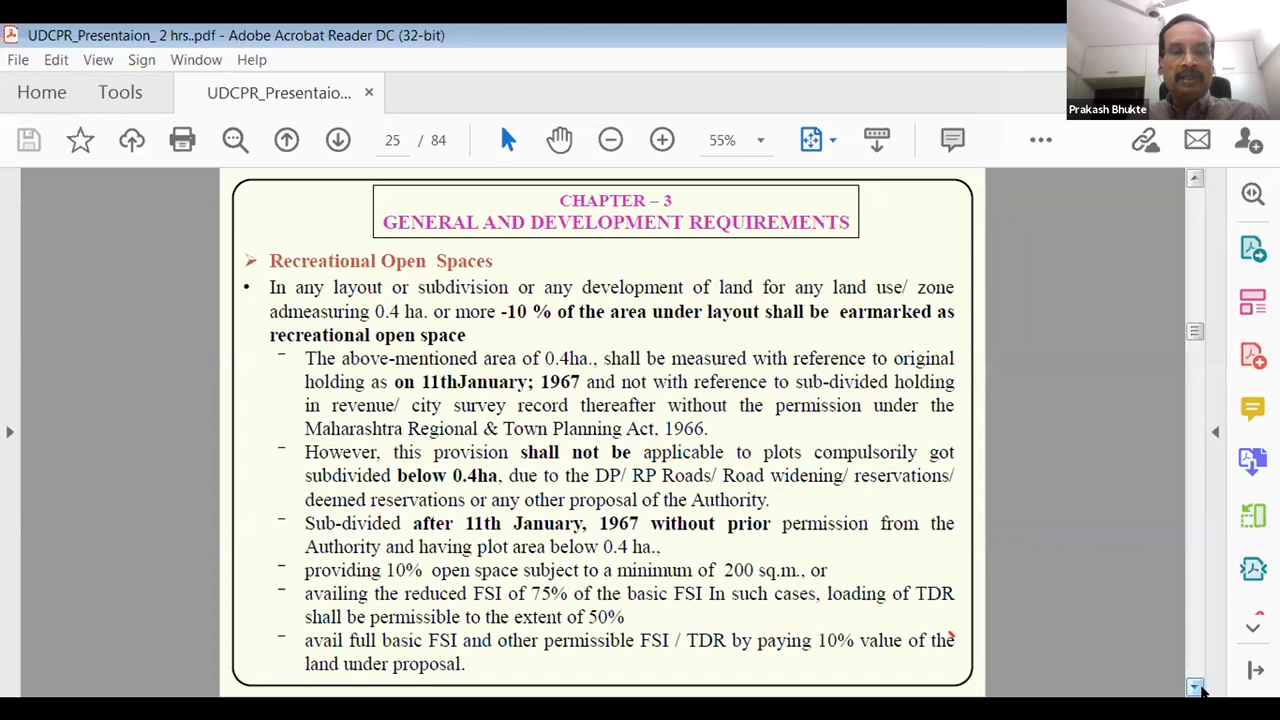 UDCPR_Presentaion_ 2 hrs..pdf - Adobe Acrobat Reader DC (32-bit)
File Edit View Sign Window Help
Home Tools UDCPR_Presentaio... ×
25 / 84 55%
Prakash Bhukte
CHAPTER – 3
GENERAL AND DEVELOPMENT REQUIREMENTS
➢ Recreational Open Spaces
• In any layout or subdivision or any development of land for any land use/ zone
admeasuring 0.4 ha. or more -10 % of the area under layout shall be earmarked as
recreational open space
− The above-mentioned area of 0.4ha., shall be measured with reference to original
holding as on 11thJanuary; 1967 and not with reference to sub-divided holding
in revenue/ city survey record thereafter without the permission under the
Maharashtra Regional & Town Planning Act, 1966.
− However, this provision shall not be applicable to plots compulsorily got
subdivided below 0.4ha, due to the DP/ RP Roads/ Road widening/ reservations/
deemed reservations or any other proposal of the Authority.
− Sub-divided after 11th January, 1967 without prior permission from the
Authority and having plot area below 0.4 ha.,
− providing 10% open space subject to a minimum of 200 sq.m., or
− availing the reduced FSI of 75% of the basic FSI In such cases, loading of TDR
shall be permissible to the extent of 50%
− avail full basic FSI and other permissible FSI / TDR by paying 10% value of the
land under proposal.